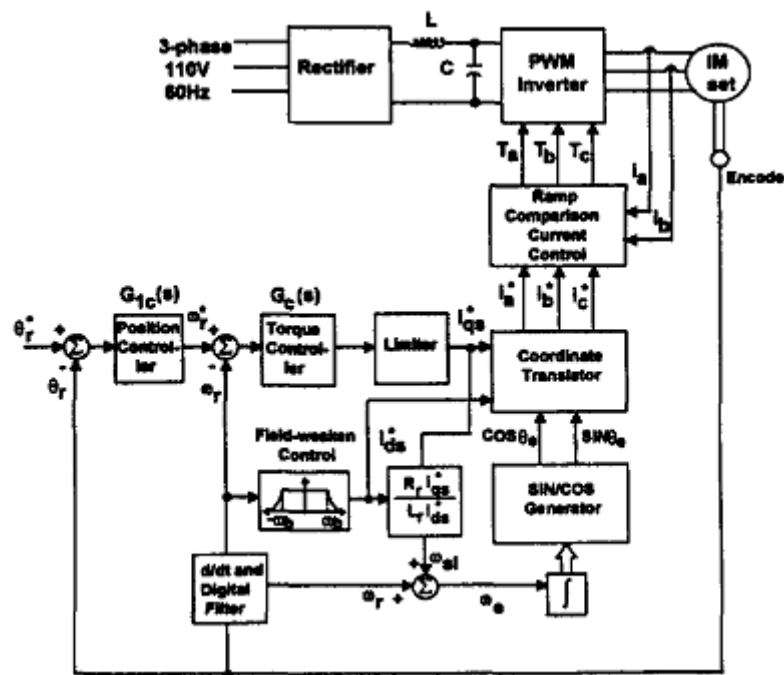 L
3-phase
110V
60Hz
Rectifier
C
PWM
Inverter
IM
set
Ta
Tb
Tc
ia
ib
Encode
Ramp
Comparison
Current
Control
ia*
ib*
ic*
G1c(s)
Gc(s)
iqs*
θr*
+
Σ
Position
Control-
ler
ωr*
+
Σ
Torque
Control-
ler
Limiter
Coordinate
Translator
-
θr
-
ωr
ids*
COSθe
SINθe
Field-weaken
Control
-ωb
ωb
Rr iqs*
Lr ids*
SIN/COS
Generator
+
ωsl
d/dt and
Digital
Filter
ωr
+
Σ
ωe
∫